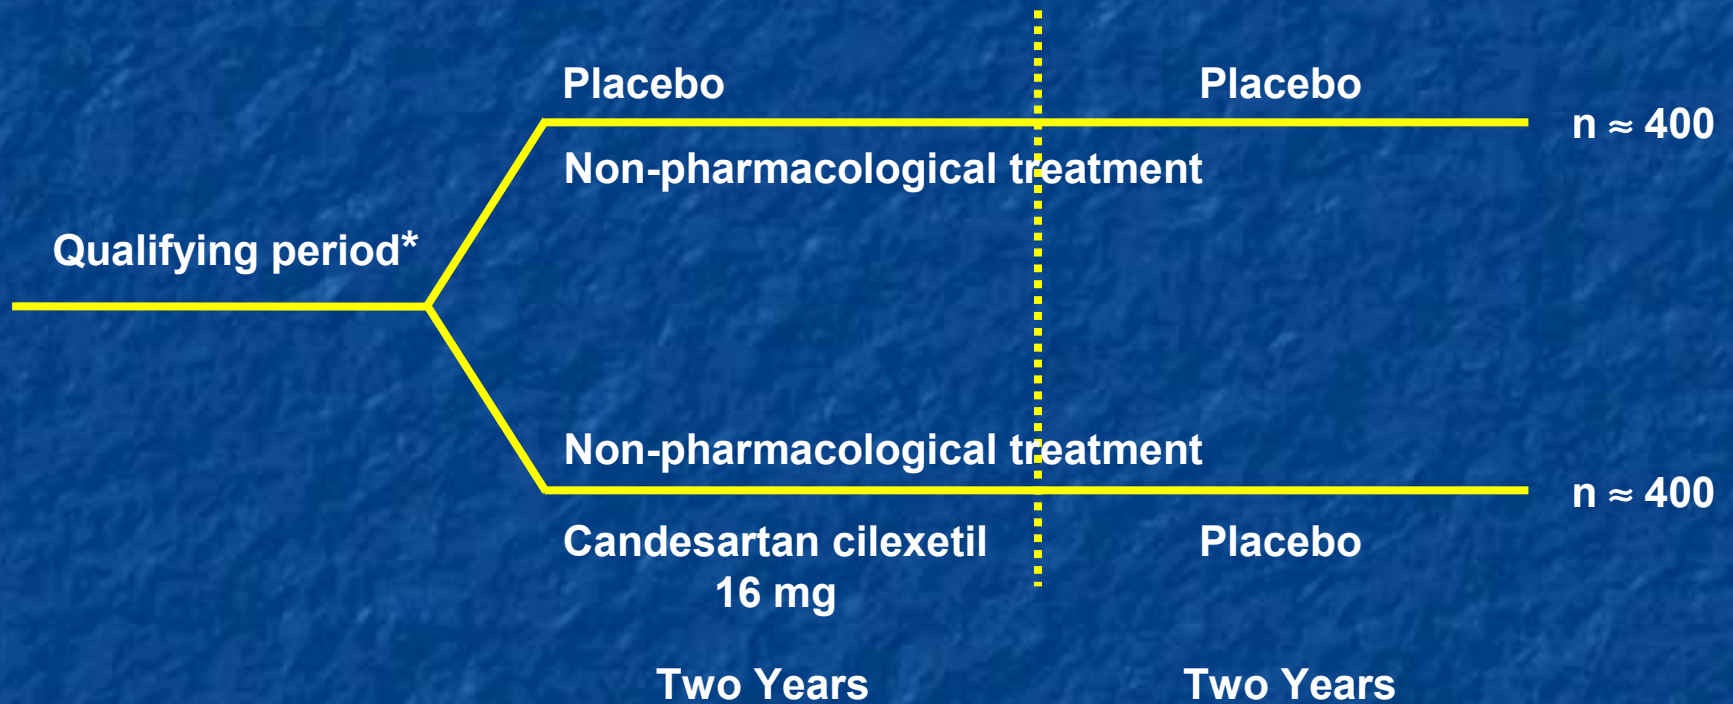 Placebo
Placebo
n ≈ 400
Non-pharmacological treatment
Qualifying period*
Non-pharmacological treatment
n ≈ 400
Candesartan cilexetil
16 mg
Placebo
Two Years
Two Years